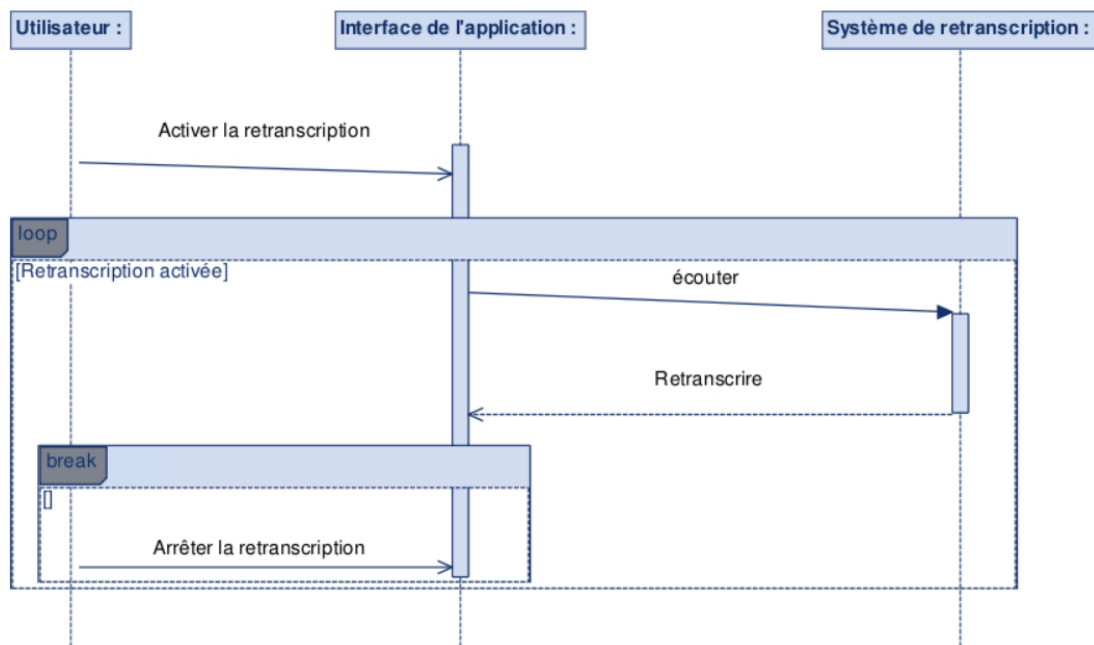 Utilisateur :
Interface de l'application :
Système de retranscription :
Activer la retranscription
loop
[Retranscription activée]
écouter
Retranscrire
break
[]
Arrêter la retranscription